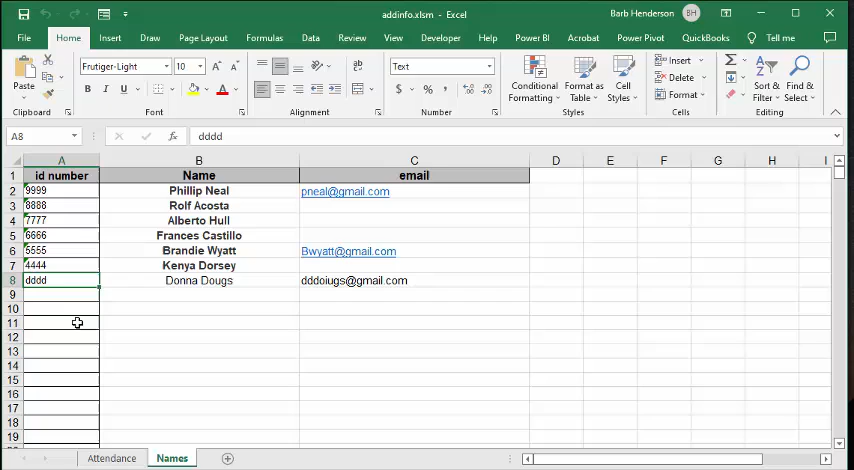 addinfo.xlsm - Excel
Barb Henderson BH
File Home Insert Draw Page Layout Formulas Data Review View Developer Help Power BI Acrobat Power Pivot QuickBooks Tell me
Paste
Clipboard
Frutiger-Light 10
B I U
Font
Alignment
Text
$ % ,
Number
Conditional Formatting
Format as Table
Cell Styles
Styles
Insert
Delete
Format
Cells
Sort & Filter
Find & Select
Editing
A8 fx dddd
A B C D E F G H I
1 id number Name email
2 9999 Phillip Neal pneal@gmail.com
3 8888 Rolf Acosta
4 7777 Alberto Hull
5 6666 Frances Castillo
6 5555 Brandie Wyatt Bwyatt@gmail.com
7 4444 Kenya Dorsey
8 dddd Donna Dougs dddoiugs@gmail.com
9
10
11
12
13
14
15
16
17
18
19
Attendance Names